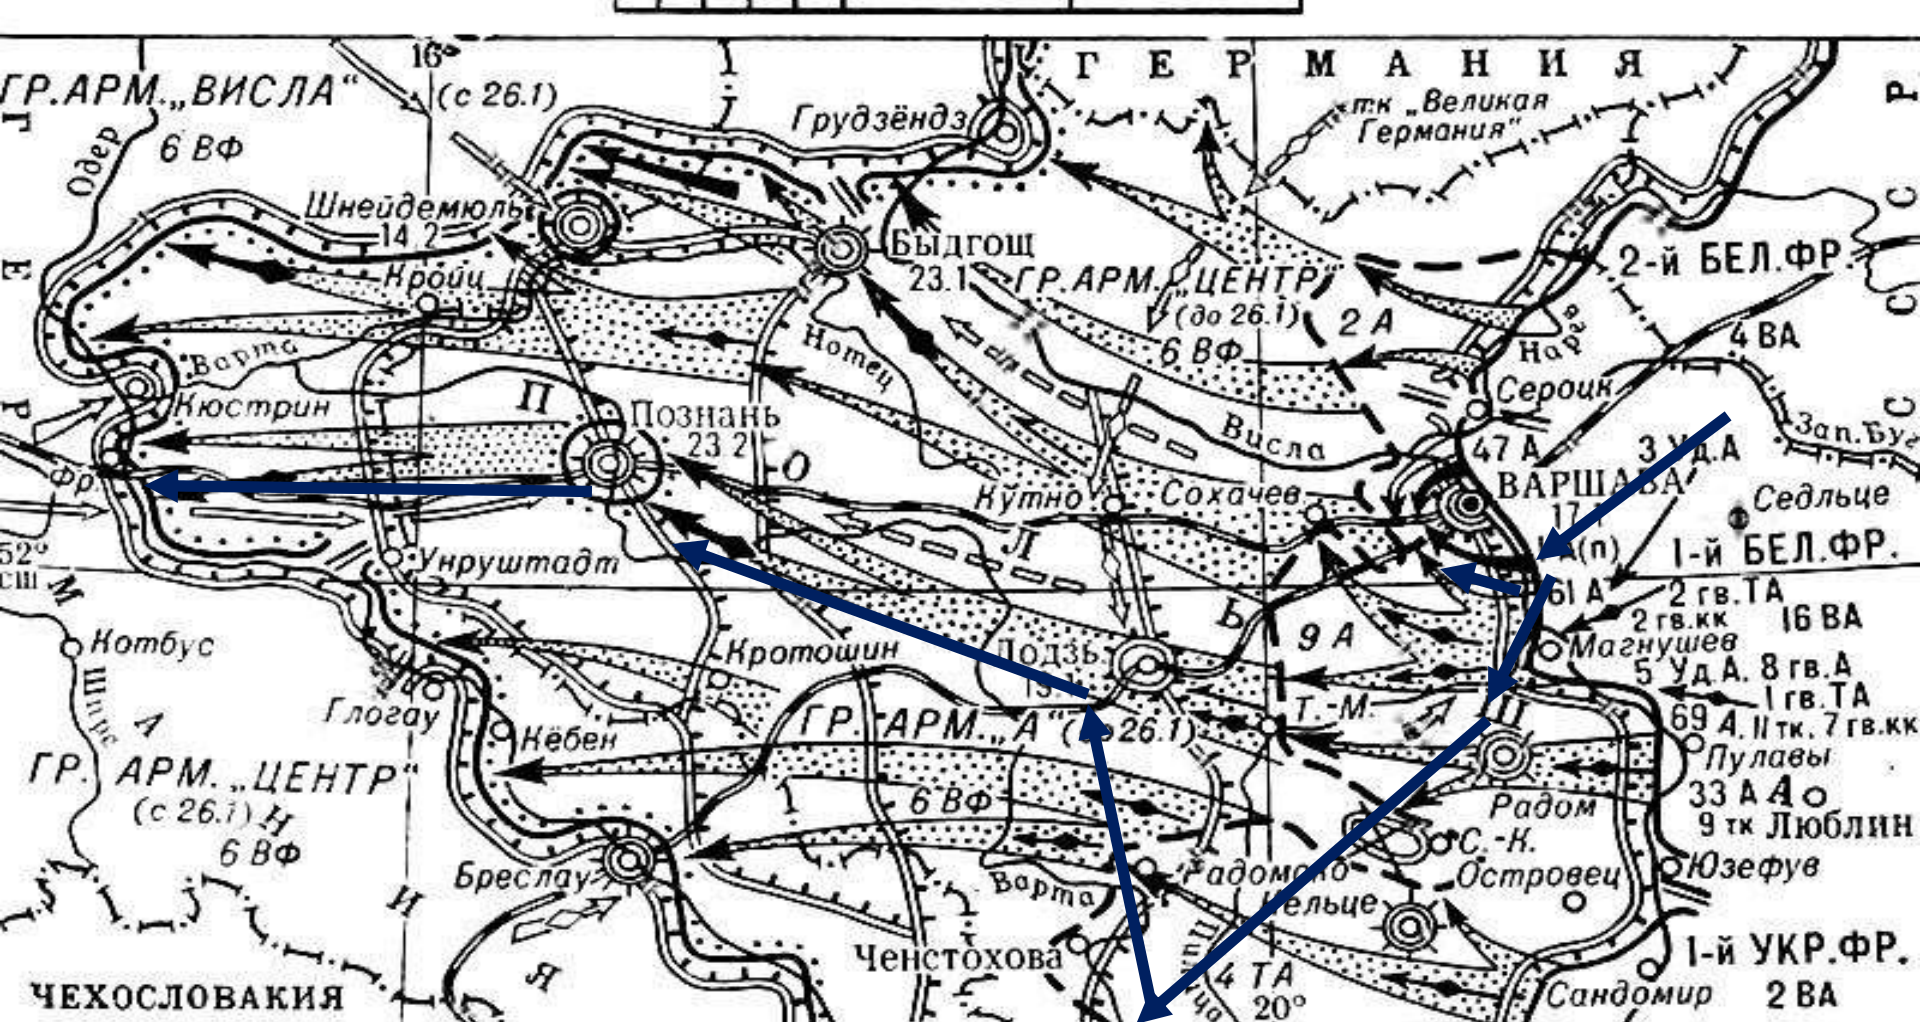 16°
Г Е Р М А Н И Я
ГР.АРМ.„ВИСЛА“
(с 26.1)
6 ВФ
Одер
Грудзёндз
тк „Великая
Германия"
Шнейдемюль
14.2
Кройц
Быдгощ
23.1
ГР.АРМ.„ЦЕНТР"
(до 26.1)
6 ВФ
2 А
2-й БЕЛ.ФР.
4 ВА
Нарев
Сероцк
Зап.Буг
Варта
Нотец
Висла
Кюстрин
Познань
23.2
47 А
3 Уд.А
ВАРШАВА
Седльце
Кутно
Сохачев
Фр
52°
сш
Унруштадт
1-й БЕЛ.ФР.
61 А
2 гв.ТА
2 гв.кк
16 ВА
Магнушев
9 А
Котбус
Кротошин
Лодзь
5 Уд.А. 8 гв.А
1 гв.ТА
69 А. 11 тк. 7 гв.кк
Т.-М.
Глогау
Кёбен
ГР. АРМ.„А"
26.1)
Пулавы
Радом
33 А
9 тк
Люблин
ГР. АРМ. „ЦЕНТР"
(с 26.1)
6 ВФ
6 ВФ
С.-К.
Островец
Юзефув
Бреслау
Варта
Радомско
Кельце
Ченстохова
4 ТА
20°
1-й УКР.ФР.
Сандомир
2 ВА
ЧЕХОСЛОВАКИЯ